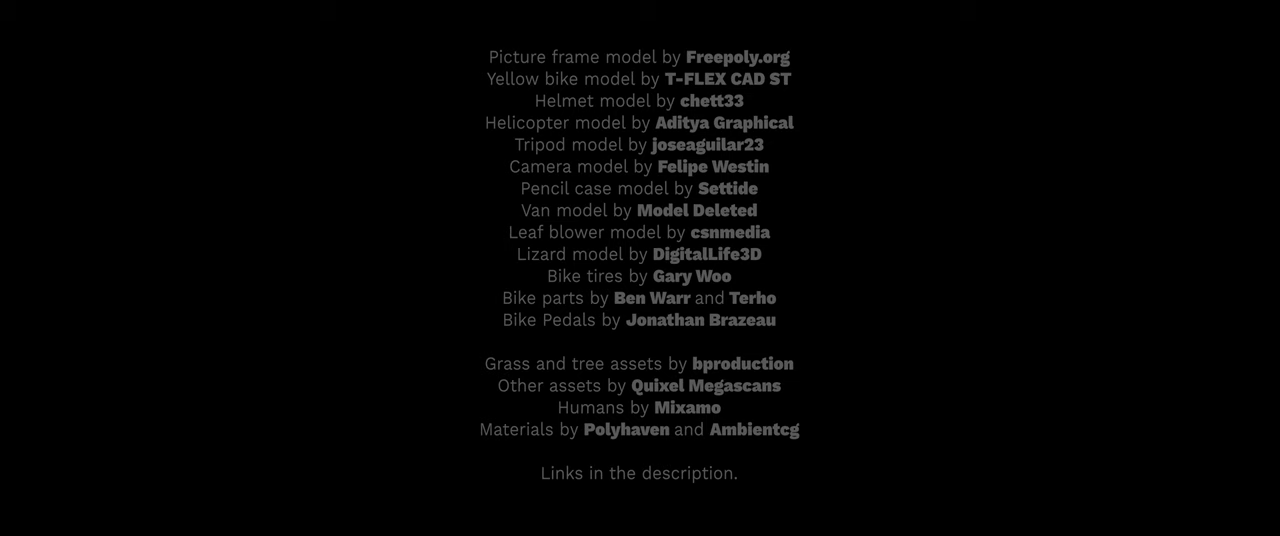 Picture frame model by Freepoly.org
Yellow bike model by T-FLEX CAD ST
Helmet model by chett33
Helicopter model by Aditya Graphical
Tripod model by joseaguilar23
Camera model by Felipe Westin
Pencil case model by Settide
Van model by Model Deleted
Leaf blower model by csnmedia
Lizard model by DigitalLife3D
Bike tires by Gary Woo
Bike parts by Ben Warr and Terho
Bike Pedals by Jonathan Brazeau
Grass and tree assets by bproduction
Other assets by Quixel Megascans
Humans by Mixamo
Materials by Polyhaven and Ambientcg
Links in the description.